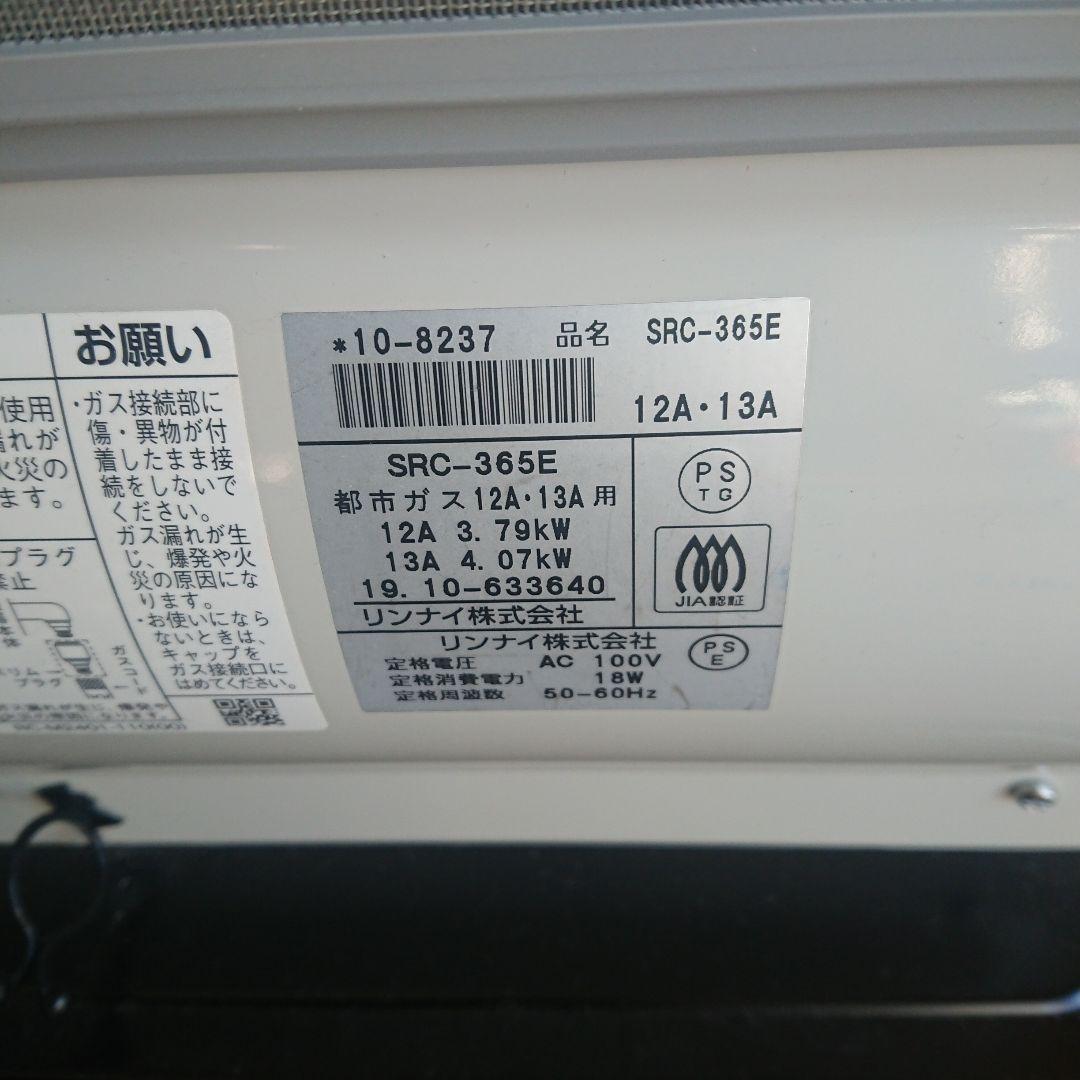 使用
漏れが
火災の
ます。
プラグ
禁止
プラグ
お願い
・ガス接続部に
傷・異物が付
着したまま接
続をしないで
ください。
ガス漏れが生
じ、爆発や火
災の原因にな
ります。
・お使いになら
ないときは、
キャップを
ガス接続口に
はめてください。
ガスコード
*10-8237 品名 SRC-365E
12A・13A
SRC-365E
都市ガス12A・13A用
12A 3.79kW
13A 4.07kW
19.10-633640
リンナイ株式会社
PS
TG
JIA認証
リンナイ株式会社
定格電圧 AC 100V
定格消費電力 18W
定格周波数 50-60Hz
PS
E